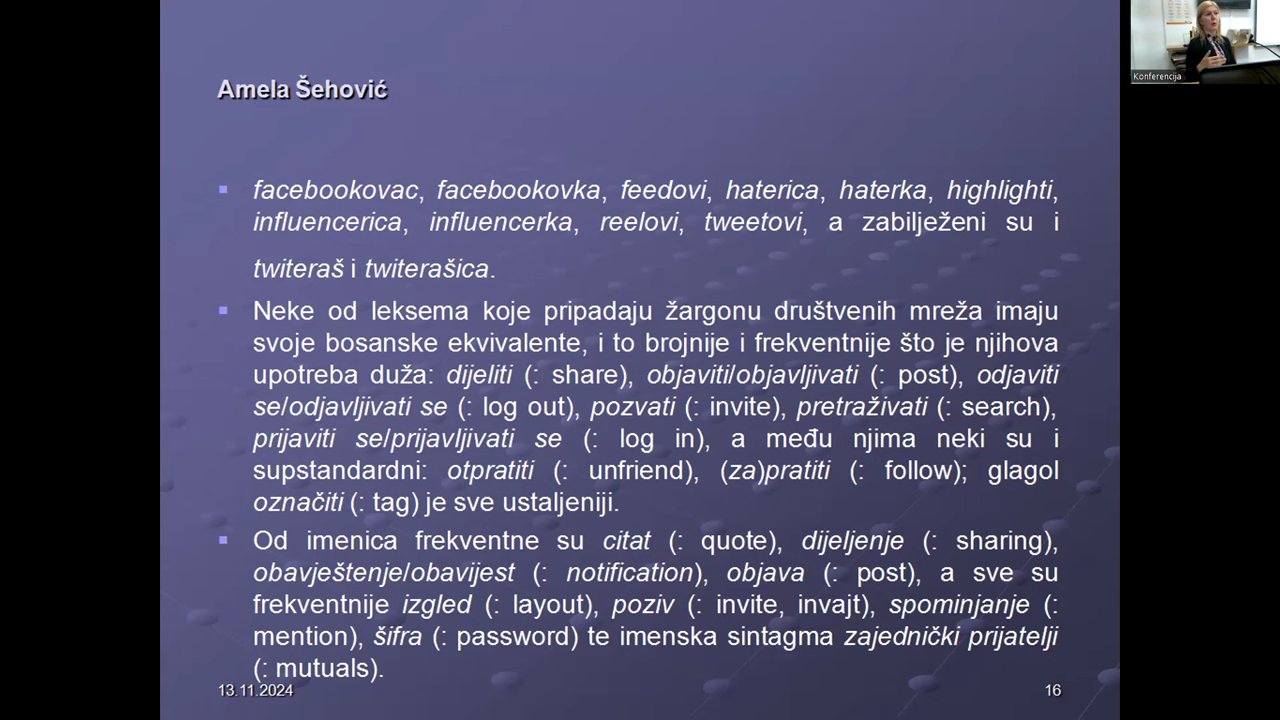 Amela Šehović
Konferencija
facebookovac, facebookovka, feedovi, haterica, haterka, highlighti,
influencerica, influencerka, reelovi, tweetovi, a zabilježeni su i
twiteraš i twiterašica.
Neke od leksema koje pripadaju žargonu društvenih mreža imaju
svoje bosanske ekvivalente, i to brojnije i frekventnije što je njihova
upotreba duža: dijeliti (: share), objaviti/objavljivati (: post), odjaviti
se/odjavljivati se (: log out), pozvati (: invite), pretraživati (: search),
prijaviti se/prijavljivati se (: log in), a među njima neki su i
supstandardni: otpratiti (: unfriend), (za)pratiti (: follow); glagol
označiti (: tag) je sve ustaljeniji.
Od imenica frekventne su citat (: quote), dijeljenje (: sharing),
obavještenje/obavijest (: notification), objava (: post), a sve su
frekventnije izgled (: layout), poziv (: invite, invajt), spominjanje (:
mention), šifra (: password) te imenska sintagma zajednički prijatelji
(: mutuals).
13.11.2024
16